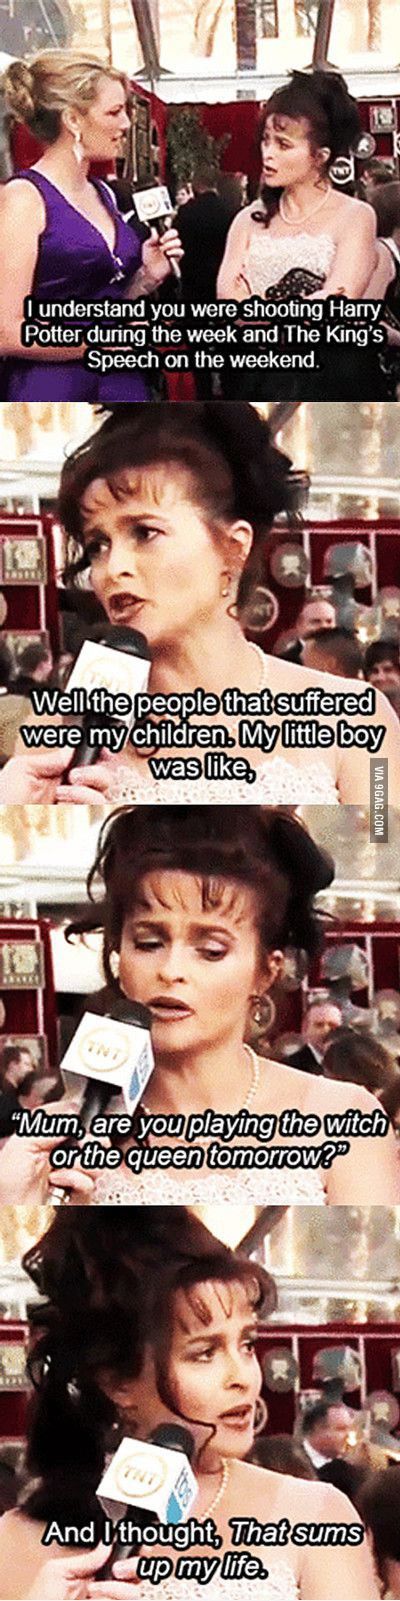 TNT
I understand you were shooting Harry
Potter during the week and The King's
Speech on the weekend.
TNT
Well the people that suffered
were my children. My little boy
was like,
VIA 9GAG.COM
TNT
"Mum, are you playing the witch
or the queen tomorrow?"
TNT
tbs
And I thought, That sums
up my life.